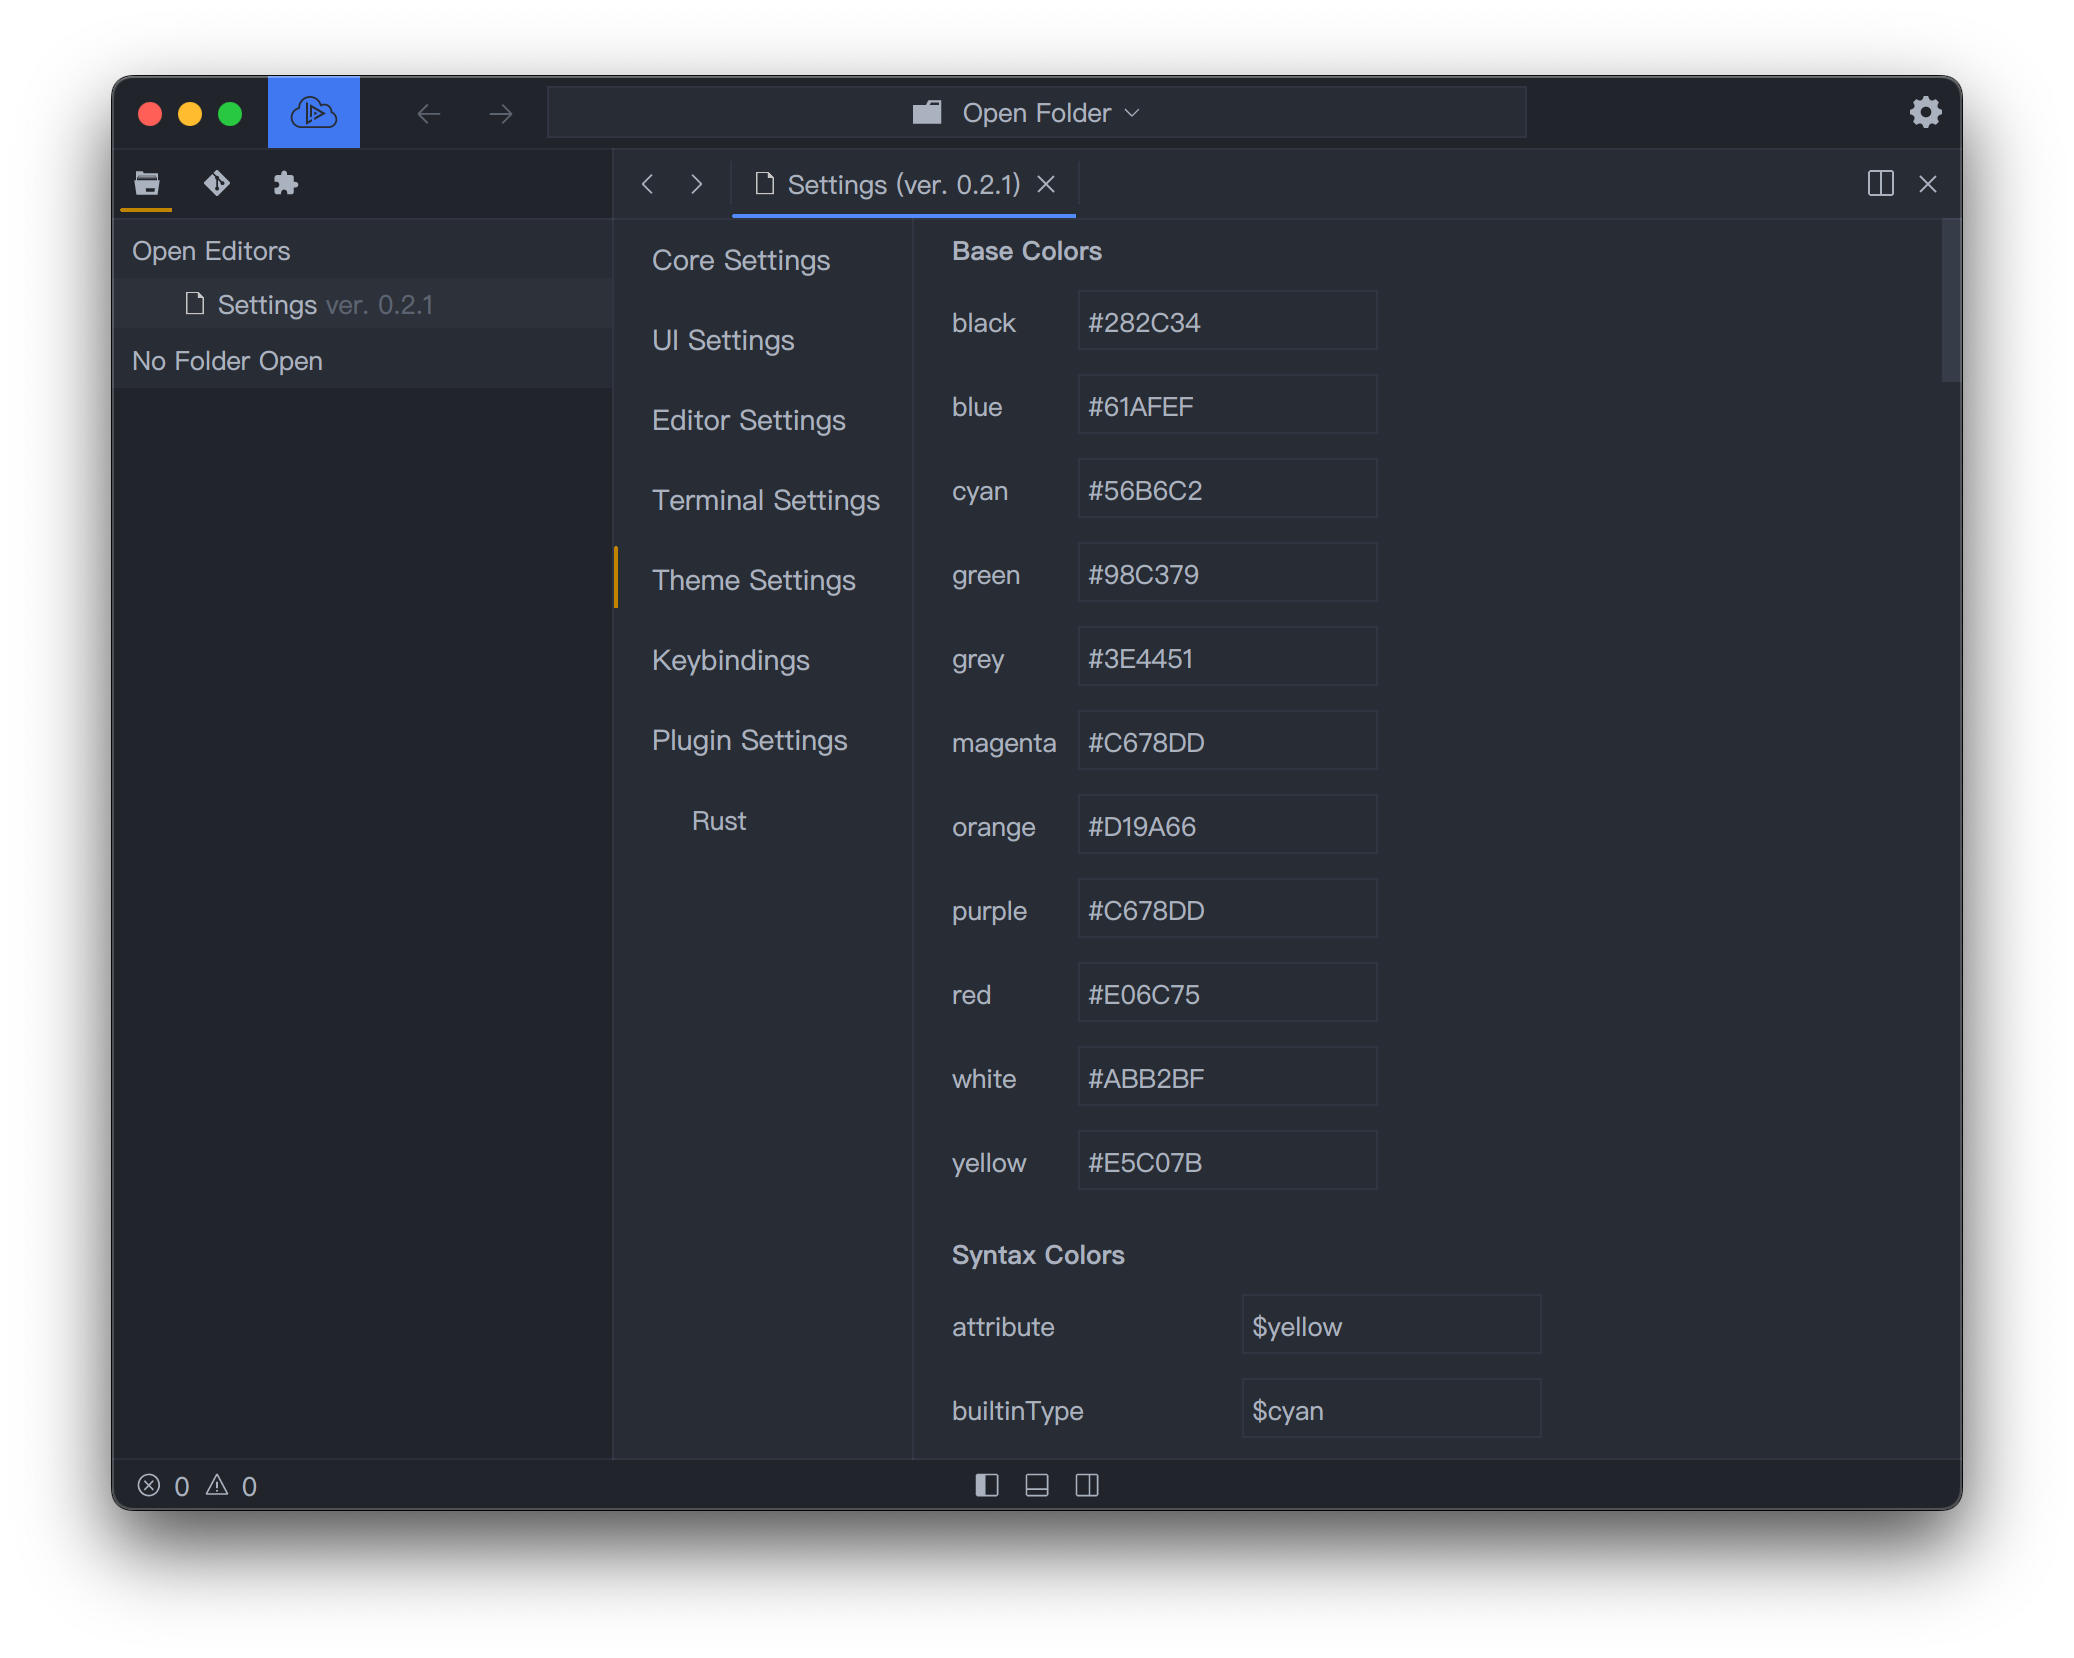 Open Folder
Settings (ver. 0.2.1)
Open Editors
Settings ver. 0.2.1
No Folder Open
Core Settings
UI Settings
Editor Settings
Terminal Settings
Theme Settings
Keybindings
Plugin Settings
Rust
Base Colors
black #282C34
blue #61AFEF
cyan #56B6C2
green #98C379
grey #3E4451
magenta #C678DD
orange #D19A66
purple #C678DD
red #E06C75
white #ABB2BF
yellow #E5C07B
Syntax Colors
attribute $yellow
builtinType $cyan
0 0